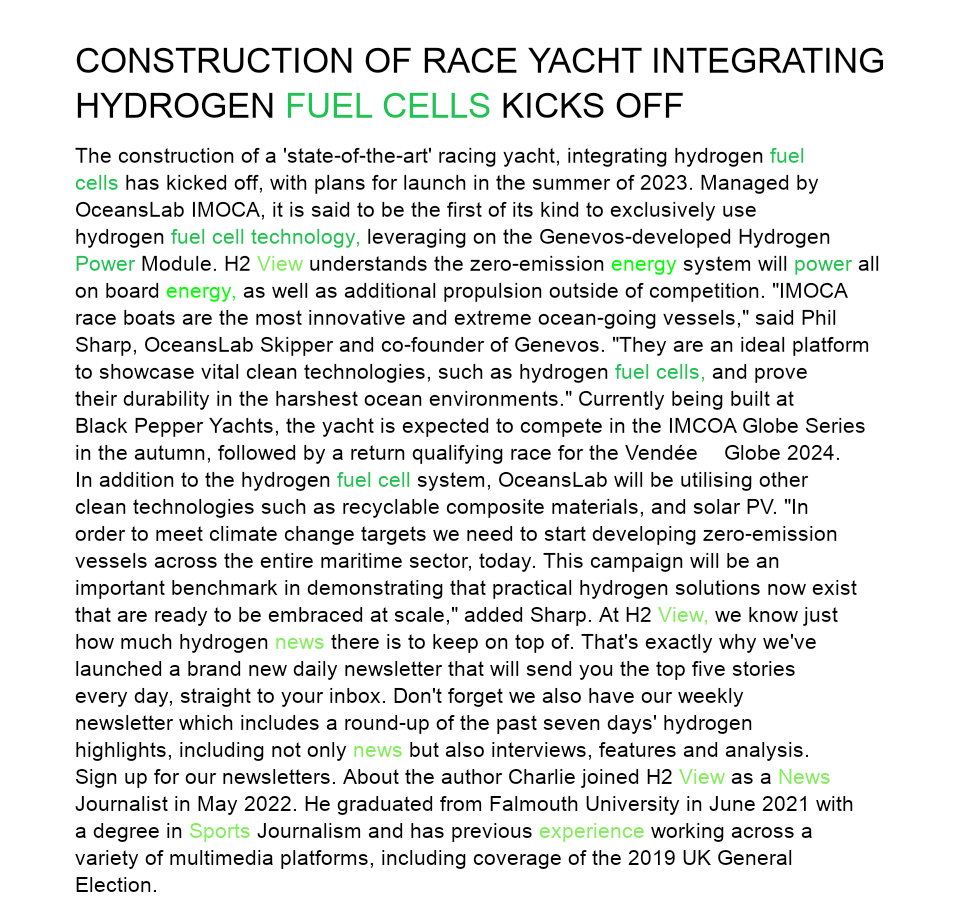 CONSTRUCTION OF RACE YACHT INTEGRATING
HYDROGEN FUEL CELLS KICKS OFF
The construction of a 'state-of-the-art' racing yacht, integrating hydrogen fuel
cells has kicked off, with plans for launch in the summer of 2023. Managed by
OceansLab IMOCA, it is said to be the first of its kind to exclusively use
hydrogen fuel cell technology, leveraging on the Genevos-developed Hydrogen
Power Module. H2 View understands the zero-emission energy system will power all
on board energy, as well as additional propulsion outside of competition. "IMOCA
race boats are the most innovative and extreme ocean-going vessels," said Phil
Sharp, OceansLab Skipper and co-founder of Genevos. "They are an ideal platform
to showcase vital clean technologies, such as hydrogen fuel cells, and prove
their durability in the harshest ocean environments." Currently being built at
Black Pepper Yachts, the yacht is expected to compete in the IMCOA Globe Series
in the autumn, followed by a return qualifying race for the Vendée Globe 2024.
In addition to the hydrogen fuel cell system, OceansLab will be utilising other
clean technologies such as recyclable composite materials, and solar PV. "In
order to meet climate change targets we need to start developing zero-emission
vessels across the entire maritime sector, today. This campaign will be an
important benchmark in demonstrating that practical hydrogen solutions now exist
that are ready to be embraced at scale," added Sharp. At H2 View, we know just
how much hydrogen news there is to keep on top of. That's exactly why we've
launched a brand new daily newsletter that will send you the top five stories
every day, straight to your inbox. Don't forget we also have our weekly
newsletter which includes a round-up of the past seven days' hydrogen
highlights, including not only news but also interviews, features and analysis.
Sign up for our newsletters. About the author Charlie joined H2 View as a News
Journalist in May 2022. He graduated from Falmouth University in June 2021 with
a degree in Sports Journalism and has previous experience working across a
variety of multimedia platforms, including coverage of the 2019 UK General
Election.